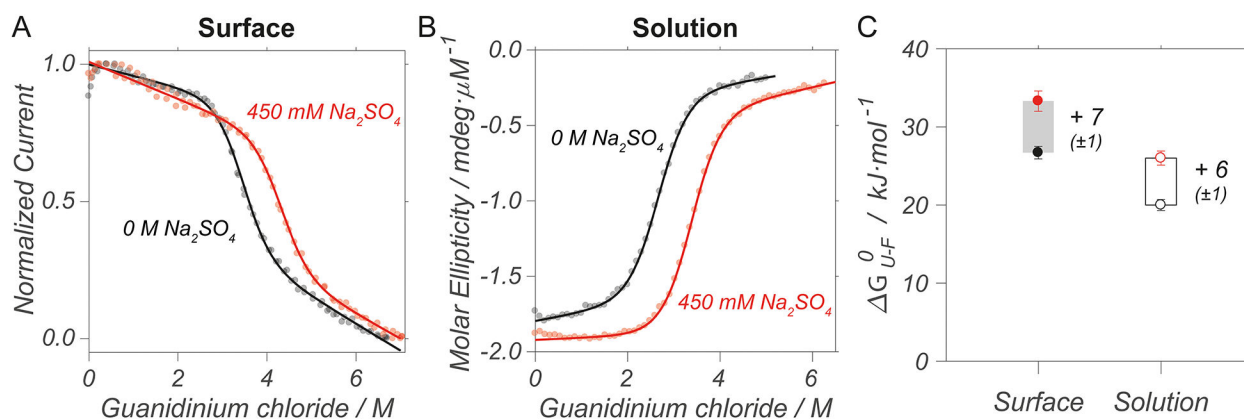 A
Surface
Normalized Current
1.0
0.5
0.0
450 mM Na₂SO₄
0 M Na₂SO₄
0
2
4
6
Guanidinium chloride / M
B
Solution
Molar Ellipticity / mdeg·µM⁻¹
0.0
-0.5
-1.0
-1.5
-2.0
0 M Na₂SO₄
450 mM Na₂SO₄
0
2
4
6
Guanidinium chloride / M
C
ΔG⁰U-F / kJ·mol⁻¹
40
30
20
10
0
+ 7
(±1)
+ 6
(±1)
Surface
Solution